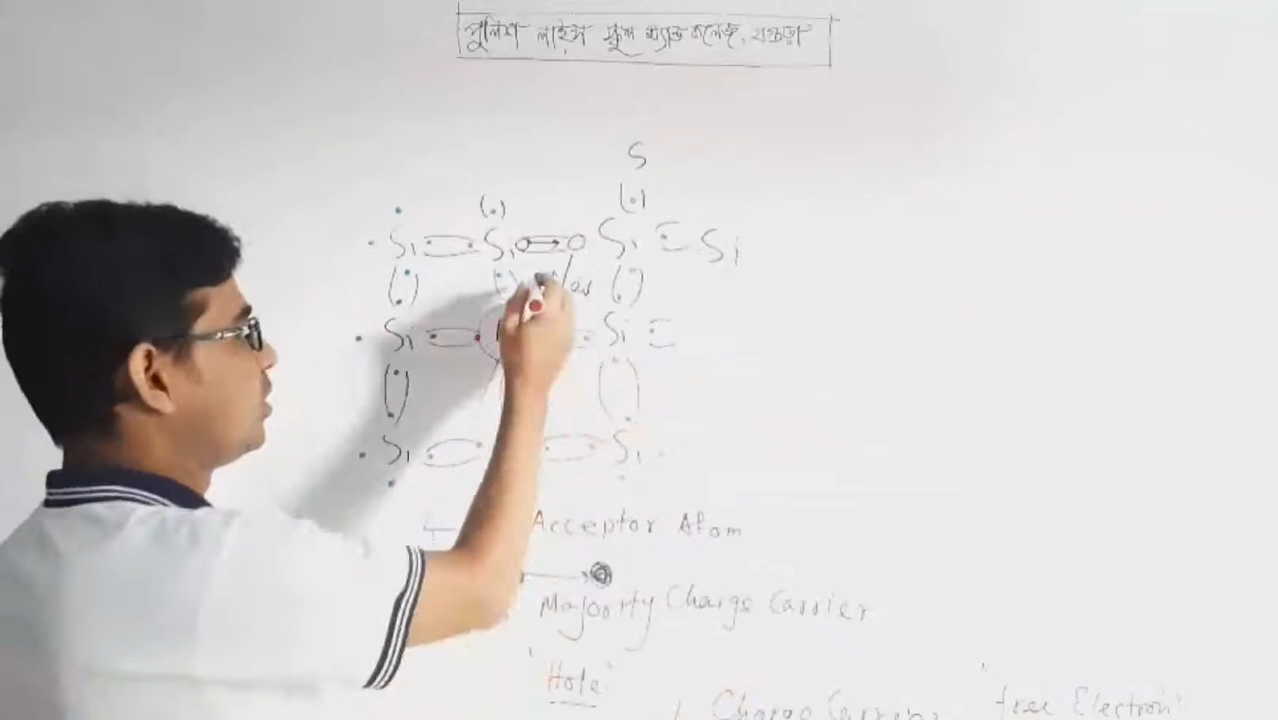 পুলিশ লাইন্স স্কুল অ্যান্ড কলেজ, বগুড়া
S
Si Si Si Si
Si Si
Si Si
Acceptor Atom
Majority Charge Carrier
'Hole'
Charge Carrier 'free Electron'